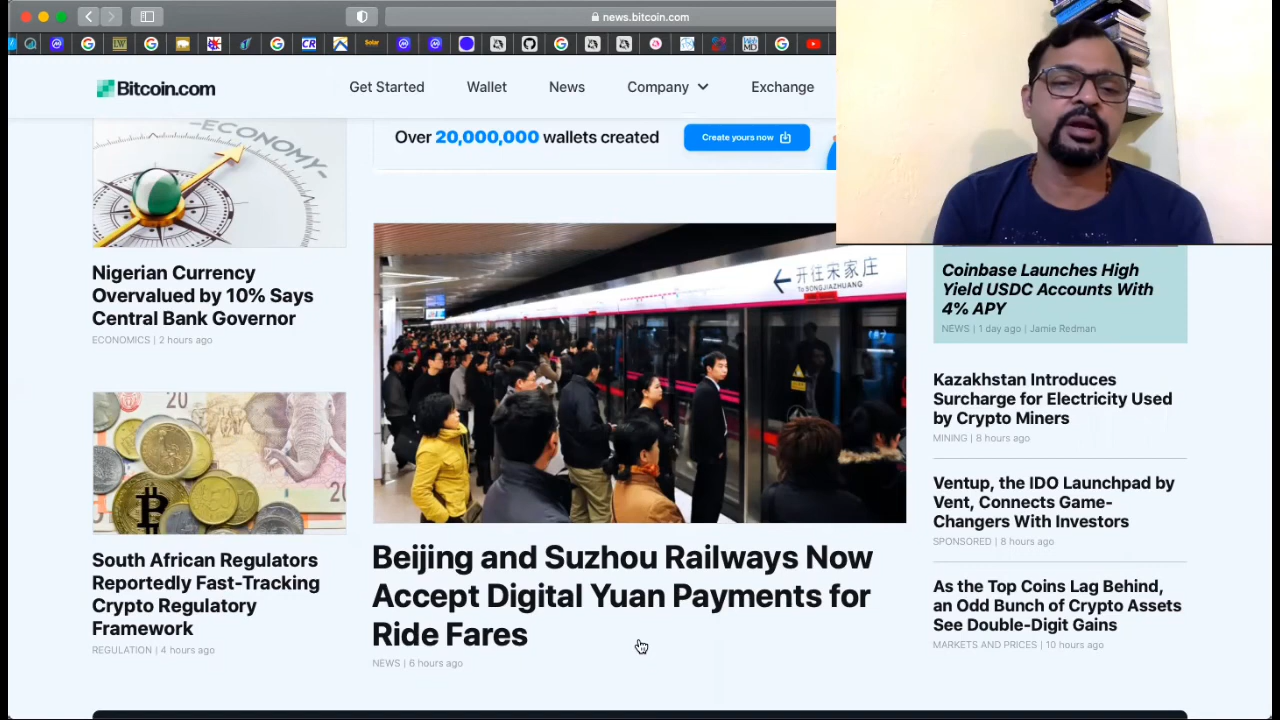 news.bitcoin.com
Bitcoin.com
Get Started
Wallet
News
Company
Exchange
ECONOMY
Over 20,000,000 wallets created
Create yours now
Nigerian Currency
Overvalued by 10% Says
Central Bank Governor
ECONOMICS | 2 hours ago
20
20
South African Regulators
Reportedly Fast-Tracking
Crypto Regulatory
Framework
REGULATION | 4 hours ago
开往宋家庄
To SONGJIAZHUANG
Beijing and Suzhou Railways Now
Accept Digital Yuan Payments for
Ride Fares
NEWS | 6 hours ago
Coinbase Launches High
Yield USDC Accounts With
4% APY
NEWS | 1 day ago | Jamie Redman
Kazakhstan Introduces
Surcharge for Electricity Used
by Crypto Miners
MINING | 8 hours ago
Ventup, the IDO Launchpad by
Vent, Connects Game-
Changers With Investors
SPONSORED | 8 hours ago
As the Top Coins Lag Behind,
an Odd Bunch of Crypto Assets
See Double-Digit Gains
MARKETS AND PRICES | 10 hours ago